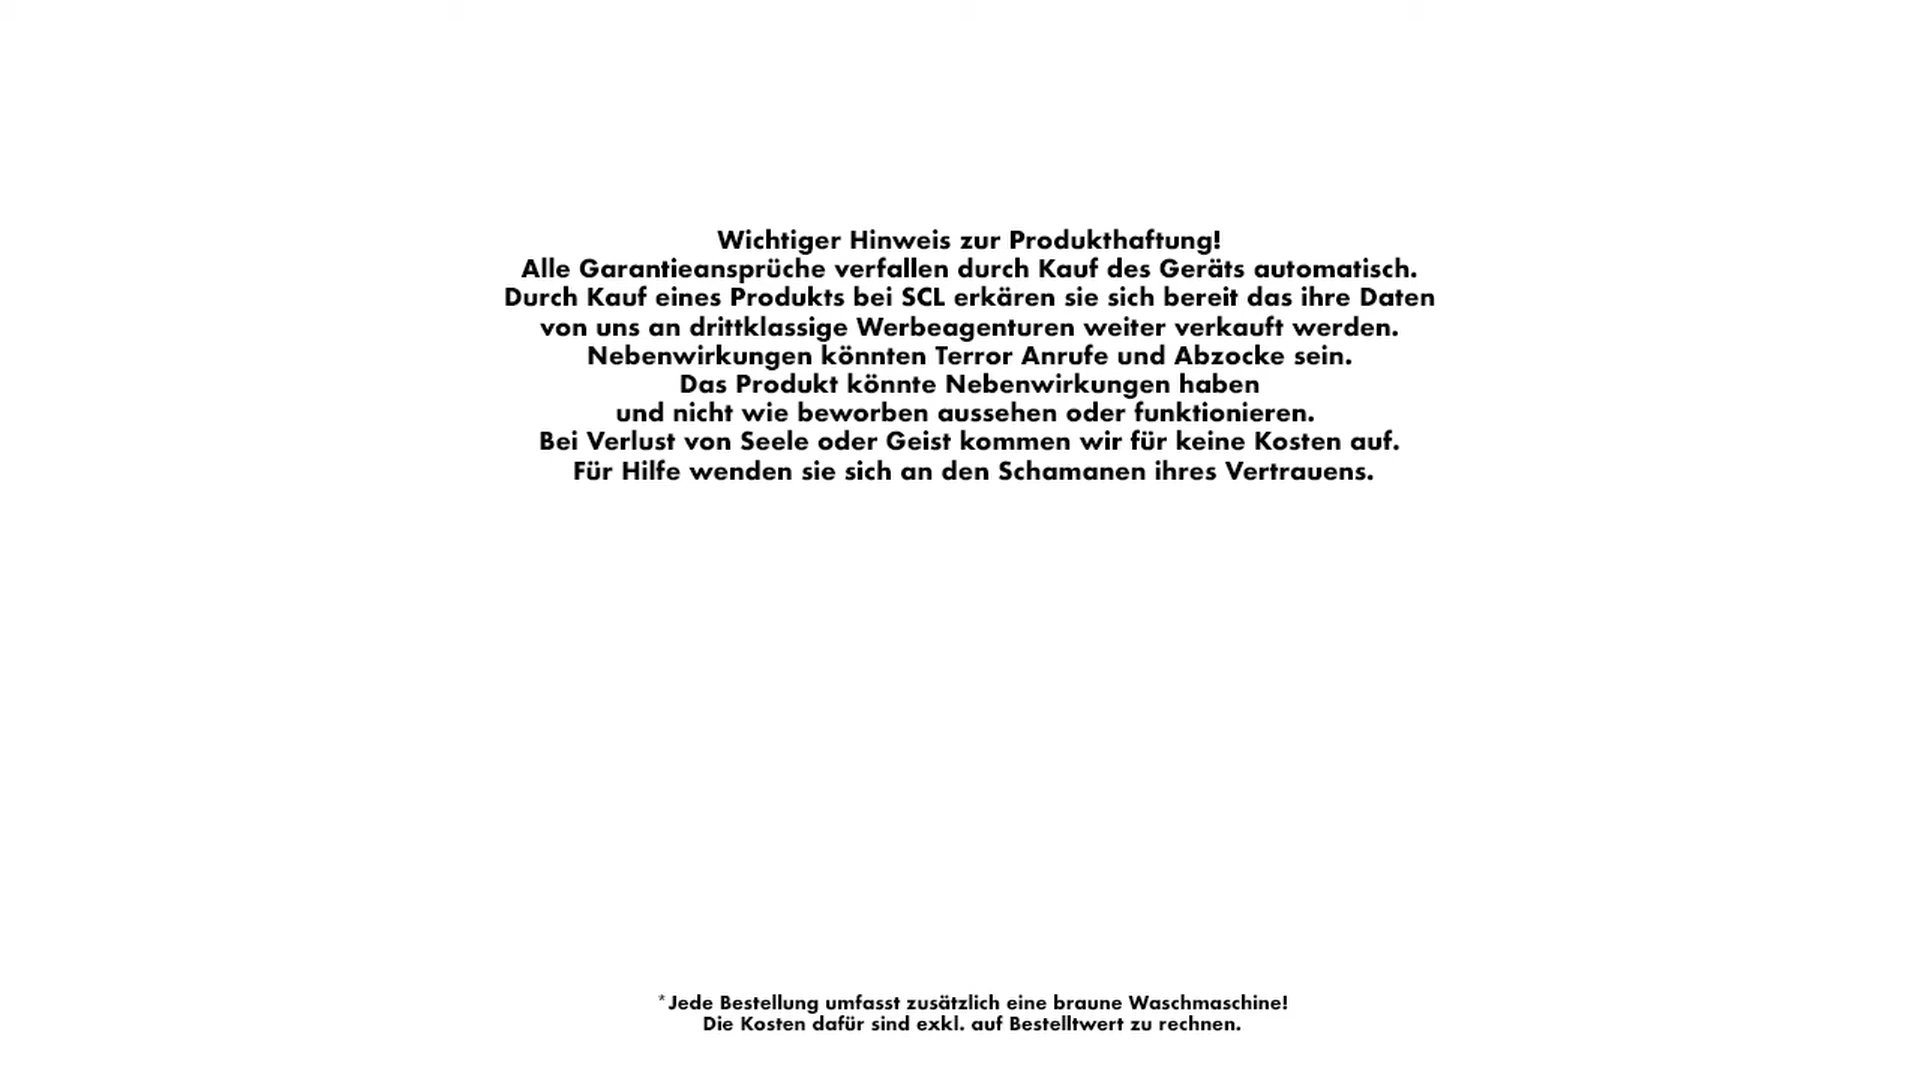 Wichtiger Hinweis zur Produkthaftung!
Alle Garantieansprüche verfallen durch Kauf des Geräts automatisch.
Durch Kauf eines Produkts bei SCL erkären sie sich bereit das ihre Daten
von uns an drittklassige Werbeagenturen weiter verkauft werden.
Nebenwirkungen könnten Terror Anrufe und Abzocke sein.
Das Produkt könnte Nebenwirkungen haben
und nicht wie beworben aussehen oder funktionieren.
Bei Verlust von Seele oder Geist kommen wir für keine Kosten auf.
Für Hilfe wenden sie sich an den Schamanen ihres Vertrauens.
*Jede Bestellung umfasst zusätzlich eine braune Waschmaschine!
Die Kosten dafür sind exkl. auf Bestelltwert zu rechnen.